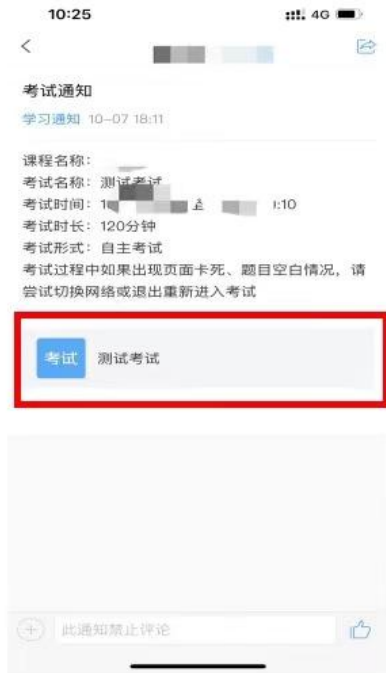 10:25
4G
考试通知
学习通知 10-07 18:11
课程名称:
考试名称: 测试考试
考试时间: 1 至 :10
考试时长: 120分钟
考试形式: 自主考试
考试过程中如果出现页面卡死、题目空白情况，请
尝试切换网络或退出重新进入考试
考试 测试考试
此通知禁止评论